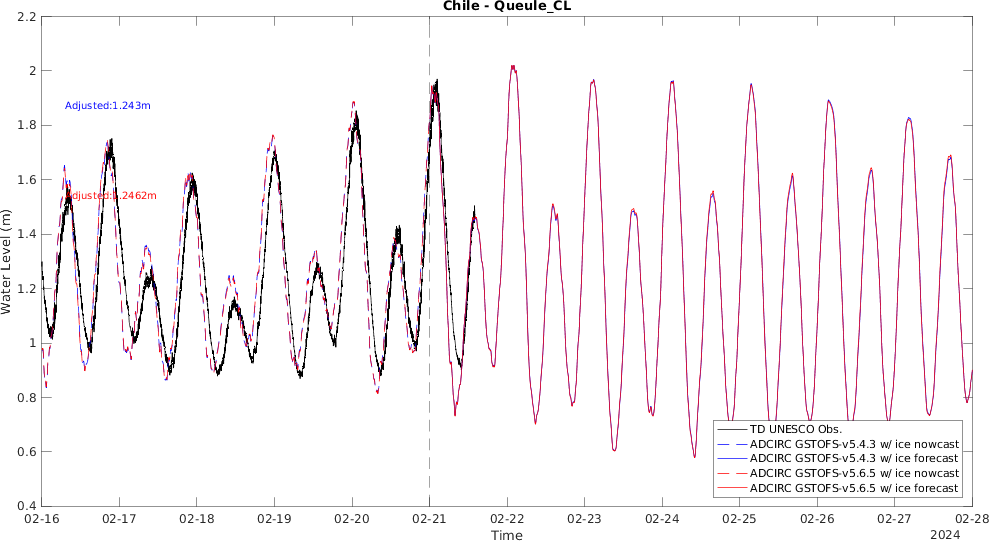 Chile - Queule_CL
2.2
2
1.8
1.6
1.4
1.2
1
0.8
0.6
0.4
Water Level (m)
Adjusted:1.243m
Adjusted:1.2462m
TD UNESCO Obs.
ADCIRC GSTOFS-v5.4.3 w/ ice nowcast
ADCIRC GSTOFS-v5.4.3 w/ ice forecast
ADCIRC GSTOFS-v5.6.5 w/ ice nowcast
ADCIRC GSTOFS-v5.6.5 w/ ice forecast
02-16 02-17 02-18 02-19 02-20 02-21 02-22 02-23 02-24 02-25 02-26 02-27 02-28
Time
2024